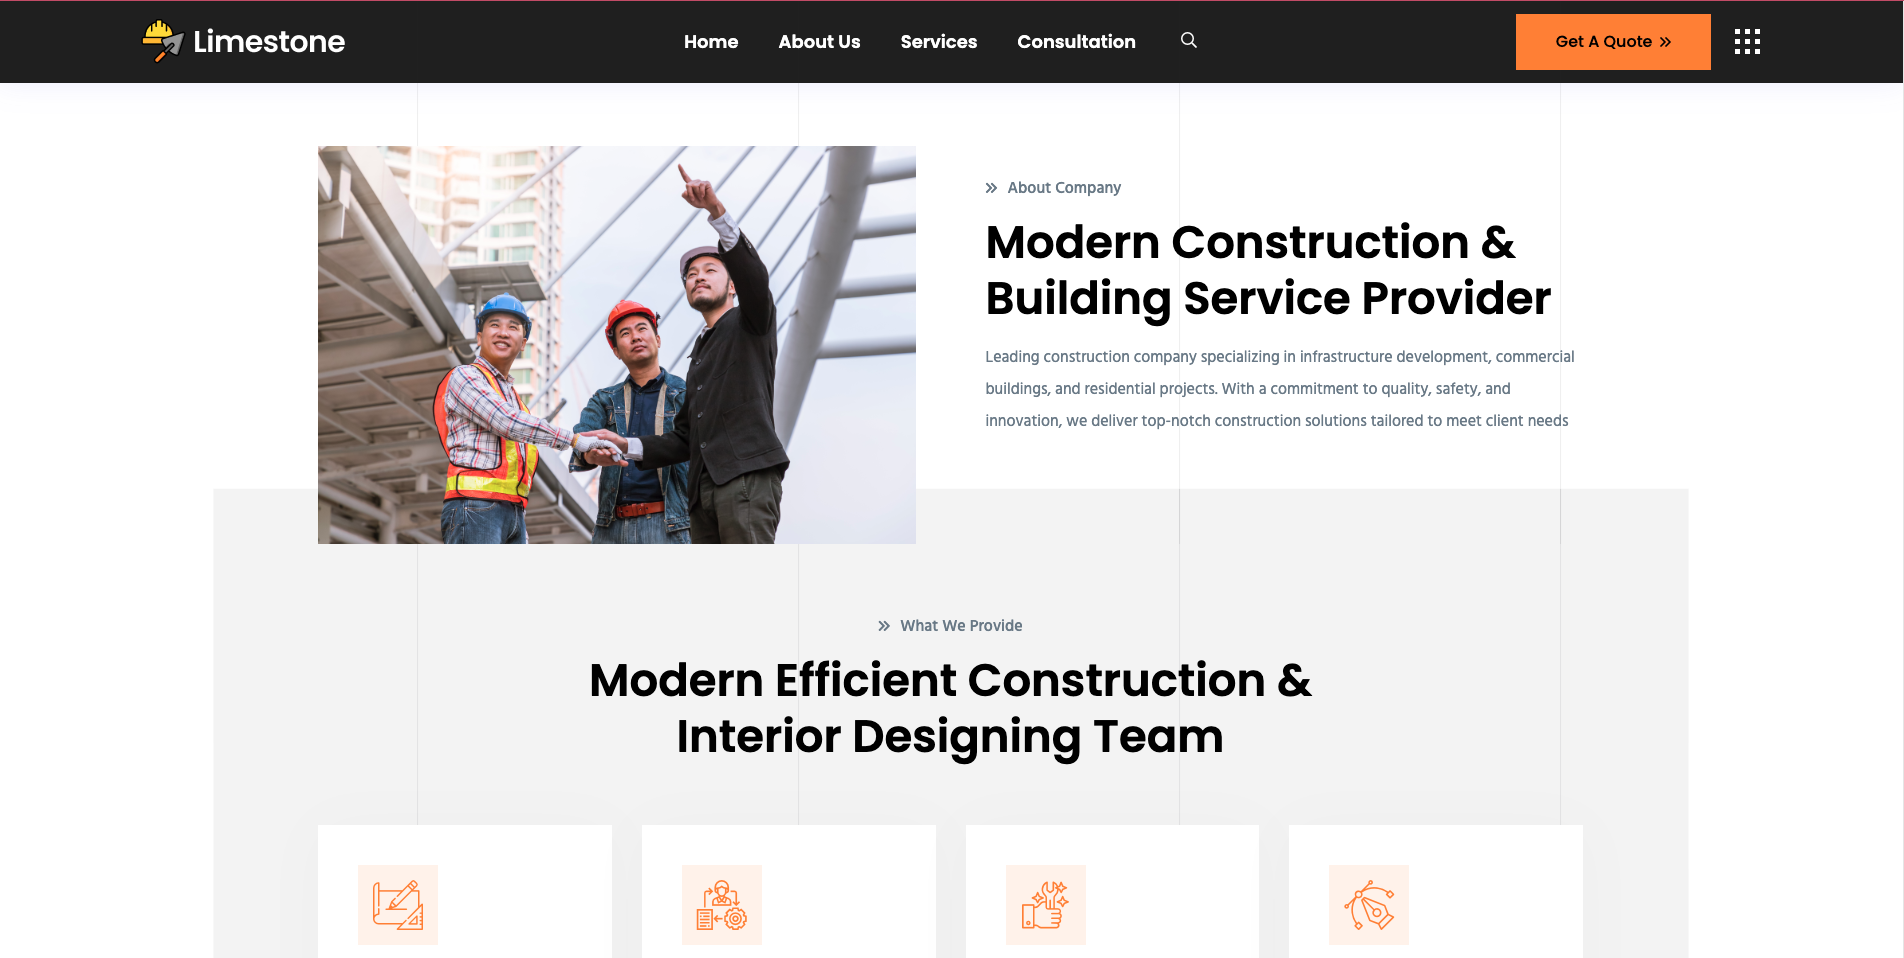 Limestone
Home
About Us
Services
Consultation
Get A Quote
About Company
Modern Construction &
Building Service Provider
Leading construction company specializing in infrastructure development, commercial
buildings, and residential projects. With a commitment to quality, safety, and
innovation, we deliver top-notch construction solutions tailored to meet client needs
What We Provide
Modern Efficient Construction &
Interior Designing Team